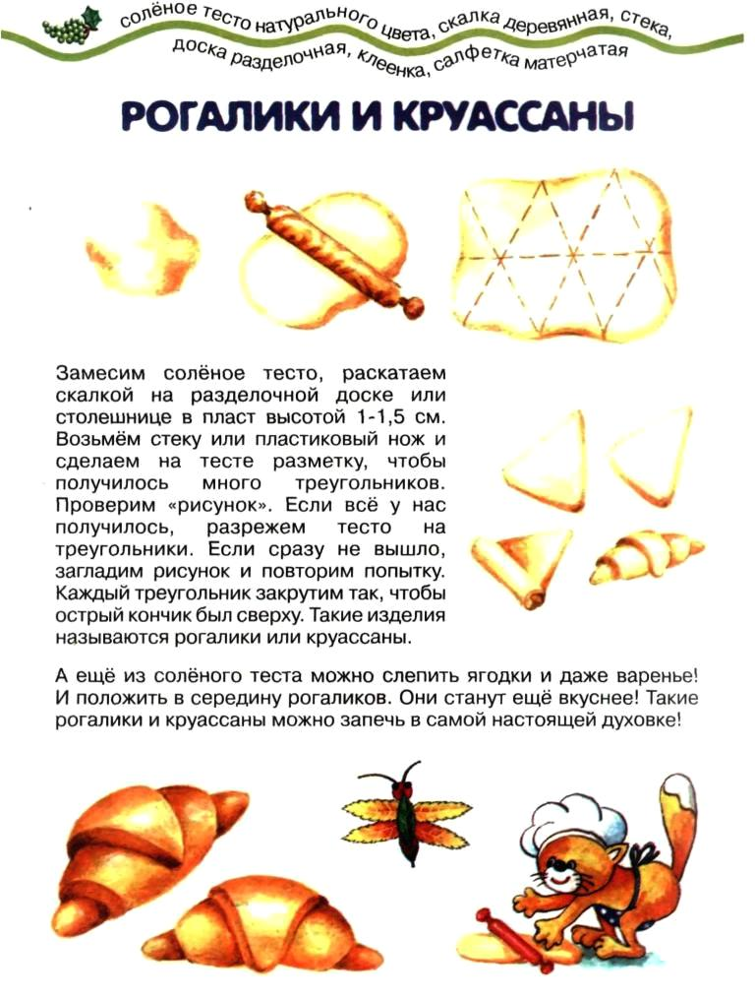 солёное тесто натурального цвета, скалка деревянная, стека,
доска разделочная, клеенка, салфетка матерчатая
РОГАЛИКИ И КРУАССАНЫ
Замесим солёное тесто, раскатаем
скалкой на разделочной доске или
столешнице в пласт высотой 1-1,5 см.
Возьмём стеку или пластиковый нож и
сделаем на тесте разметку, чтобы
получилось много треугольников.
Проверим «рисунок». Если всё у нас
получилось, разрежем тесто на
треугольники. Если сразу не вышло,
загладим рисунок и повторим попытку.
Каждый треугольник закрутим так, чтобы
острый кончик был сверху. Такие изделия
называются рогалики или круассаны.
А ещё из солёного теста можно слепить ягодки и даже варенье!
И положить в середину рогаликов. Они станут ещё вкуснее! Такие
рогалики и круассаны можно запечь в самой настоящей духовке!